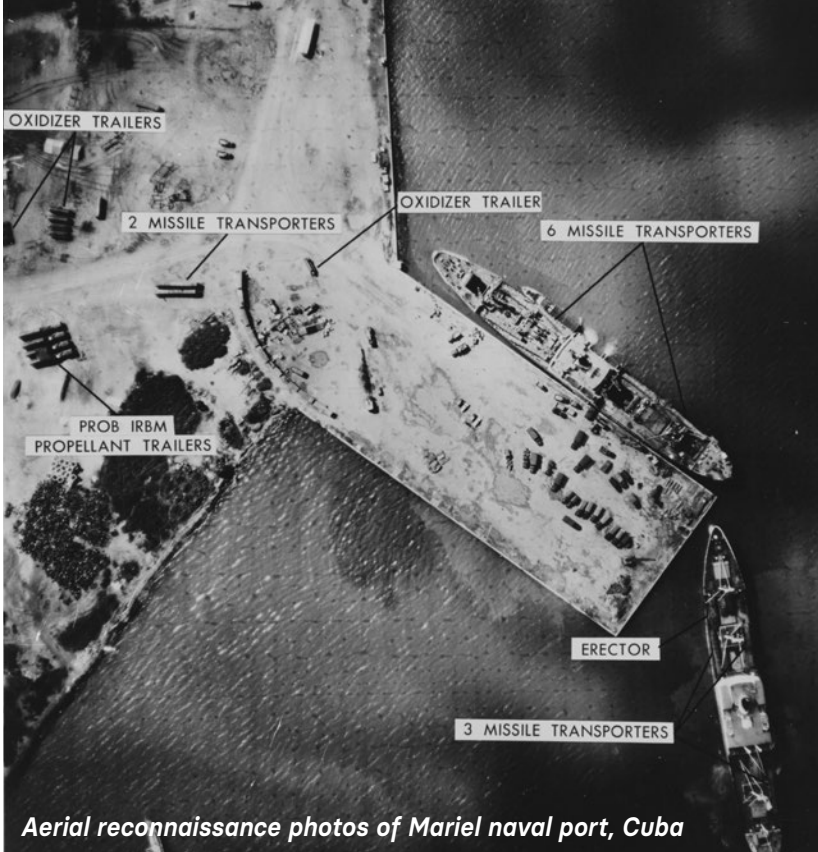 OXIDIZER TRAILERS
OXIDIZER TRAILER
2 MISSILE TRANSPORTERS
6 MISSILE TRANSPORTERS
PROB IRBM
PROPELLANT TRAILERS
ERECTOR
3 MISSILE TRANSPORTERS
Aerial reconnaissance photos of Mariel naval port, Cuba